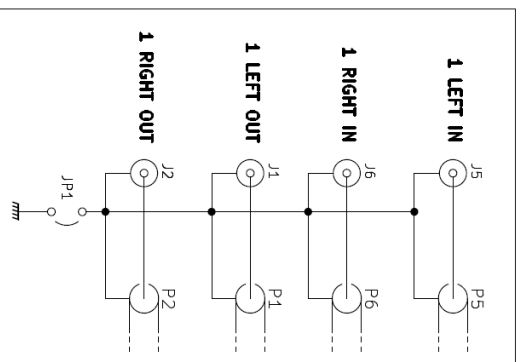 1 LEFT IN
1 RIGHT IN
1 LEFT OUT
1 RIGHT OUT
J5
J6
J1
J2
JP1
P5
P6
P1
P2